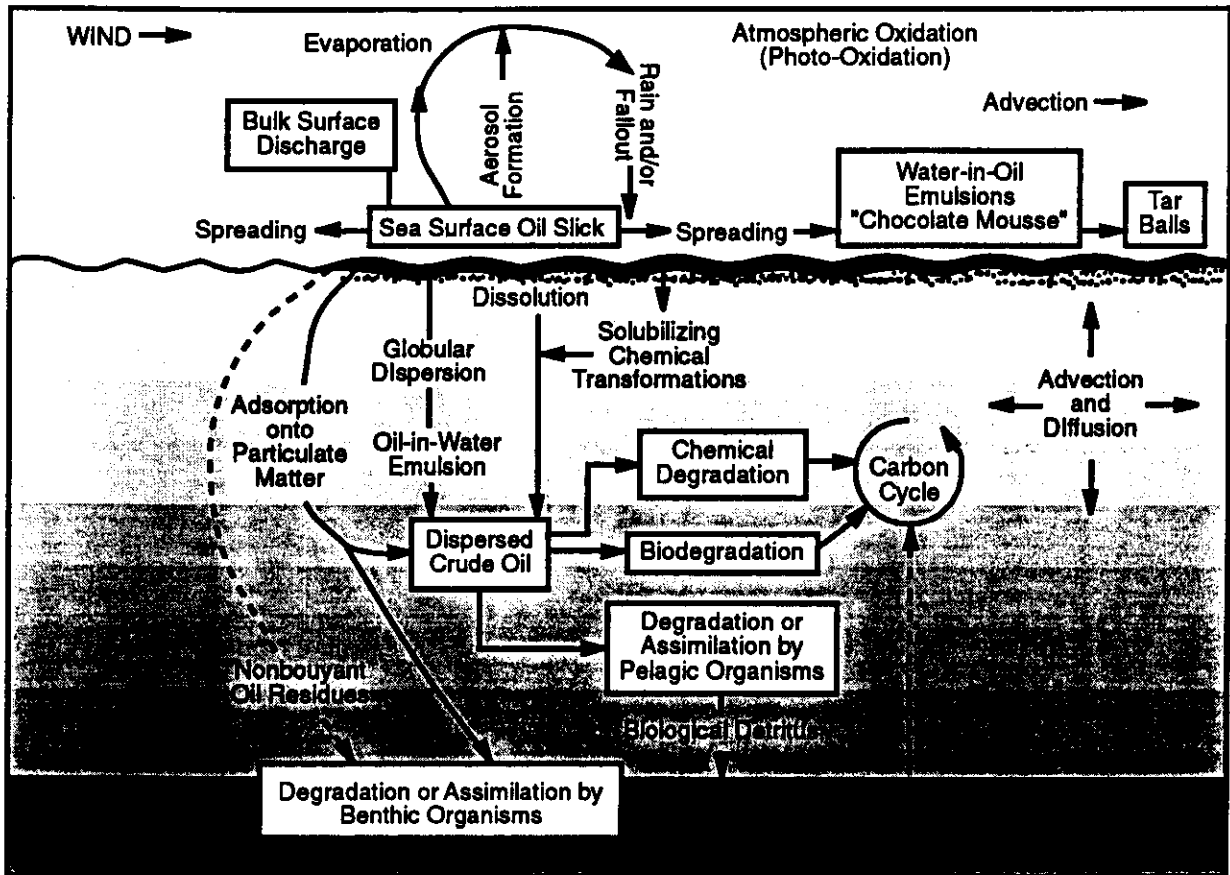 WIND
Evaporation
Atmospheric Oxidation
(Photo-Oxidation)
Advection
Bulk Surface
Discharge
Aerosol
Formation
Rain and/or
Fallout
Water-in-Oil
Emulsions
"Chocolate Mousse"
Tar
Balls
Spreading
Sea Surface Oil Slick
Spreading
Dissolution
Solubilizing
Chemical
Transformations
Globular
Dispersion
Advection
and
Diffusion
Adsorption
onto
Particulate
Matter
Oil-in-Water
Emulsion
Chemical
Degradation
Carbon
Cycle
Dispersed
Crude Oil
Biodegradation
Degradation or
Assimilation by
Pelagic Organisms
Nonbouyant
Oil Residues
Biological Detritus
Degradation or Assimilation by
Benthic Organisms